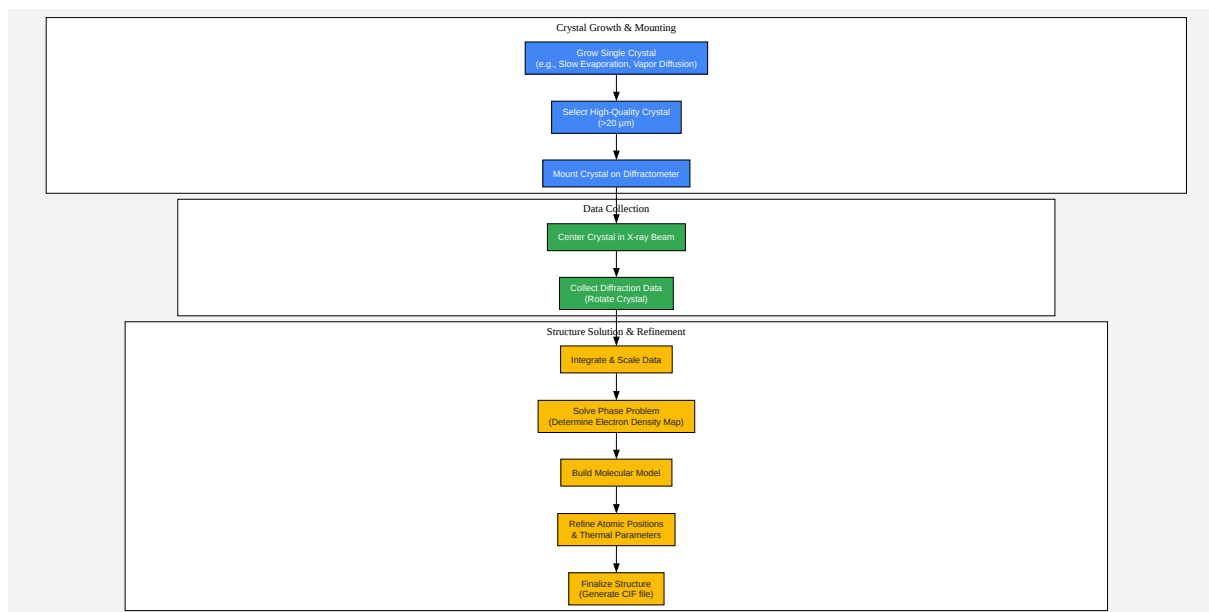 Crystal Growth & Mounting
Grow Single Crystal
(e.g., Slow Evaporation, Vapor Diffusion)
Select High-Quality Crystal
(>20 µm)
Mount Crystal on Diffractometer
Data Collection
Center Crystal in X-ray Beam
Collect Diffraction Data
(Rotate Crystal)
Structure Solution & Refinement
Integrate & Scale Data
Solve Phase Problem
(Determine Electron Density Map)
Build Molecular Model
Refine Atomic Positions
& Thermal Parameters
Finalize Structure
(Generate CIF file)